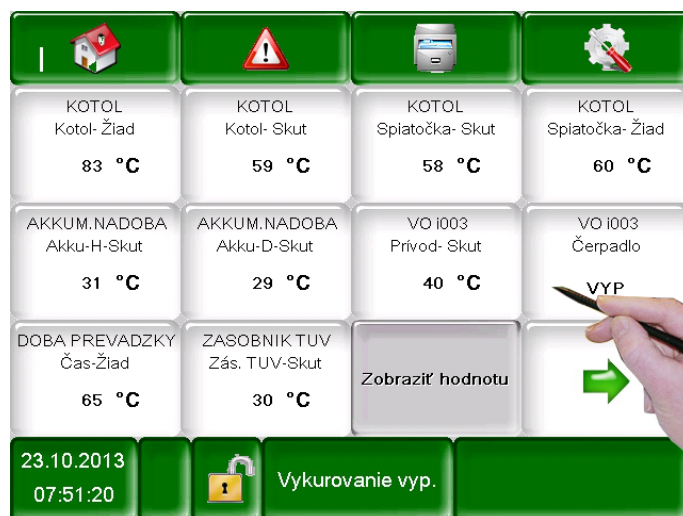 KOTOL
Kotol- Žiad
83 °C
KOTOL
Kotol- Skut
59 °C
KOTOL
Spiatočka- Skut
58 °C
KOTOL
Spiatočka- Žiad
60 °C
AKKUM.NADOBA
Akku-H-Skut
31 °C
AKKUM.NADOBA
Akku-D-Skut
29 °C
VO i003
Prívod- Skut
40 °C
VO i003
Čerpadlo
VYP
DOBA PREVADZKY
Čas-Žiad
65 °C
ZASOBNIK TUV
Zás. TUV-Skut
30 °C
Zobraziť hodnotu
23.10.2013
07:51:20
Vykurovanie vyp.